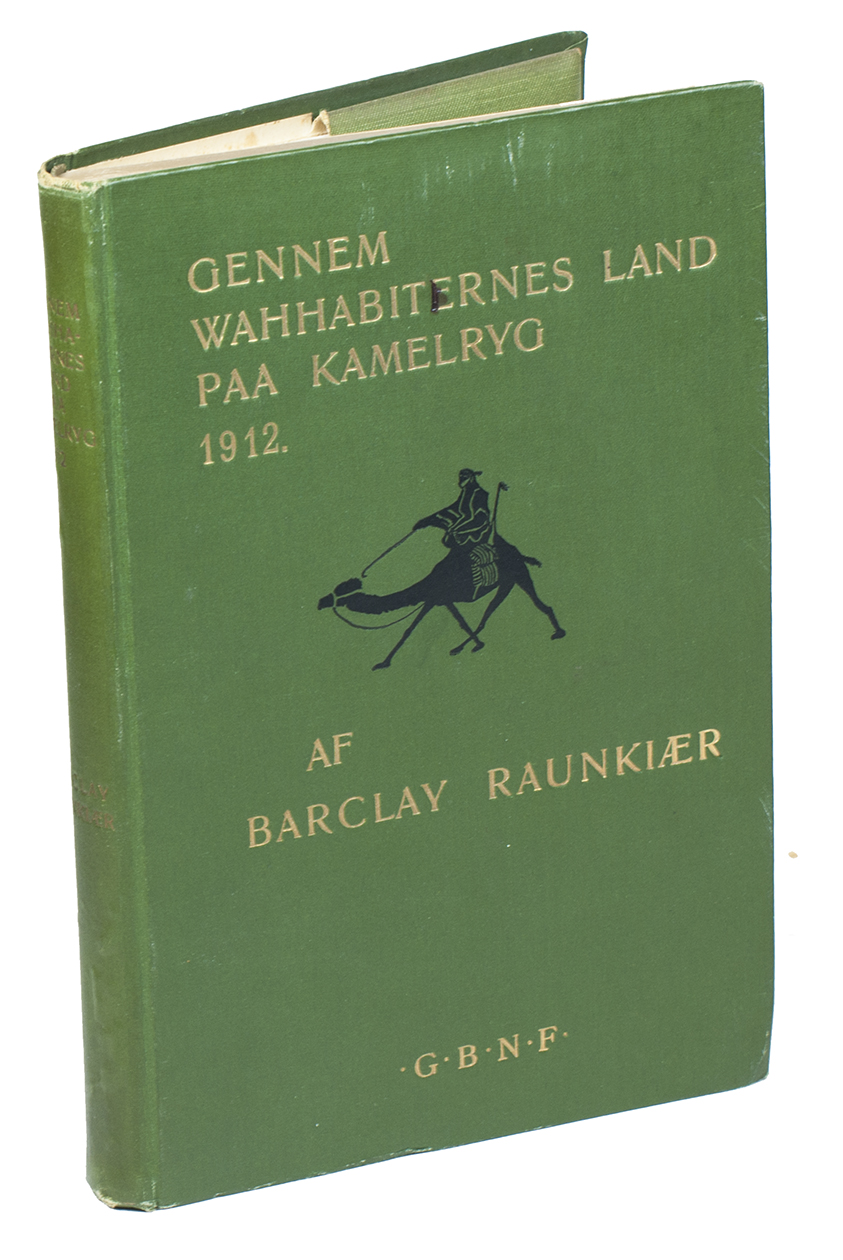 GENNEM
WAHHABITERNES LAND
PAA KAMELRYG
1912.
AF
BARCLAY RAUNKIÆR
·G·B·N·F·